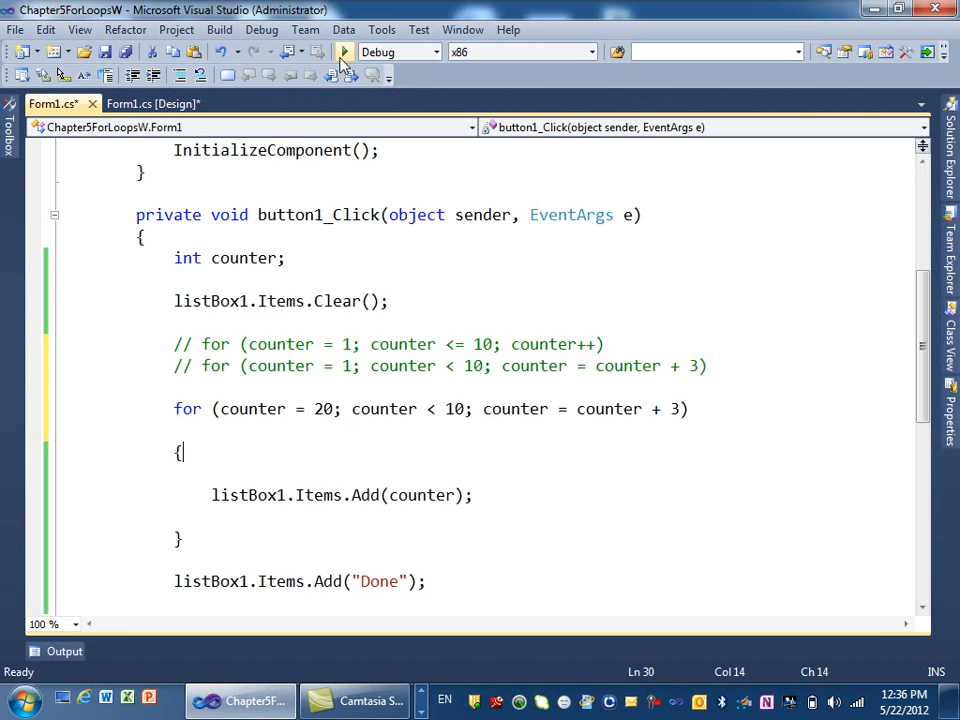 Chapter5ForLoopsW - Microsoft Visual Studio (Administrator)
File Edit View Refactor Project Build Debug Team Data Tools Test Window Help
Debug x86
Form1.cs* Form1.cs [Design]*
Chapter5ForLoopsW.Form1 button1_Click(object sender, EventArgs e)
Toolbox
InitializeComponent();
}
private void button1_Click(object sender, EventArgs e)
{
int counter;
listBox1.Items.Clear();
// for (counter = 1; counter <= 10; counter++)
// for (counter = 1; counter < 10; counter = counter + 3)
for (counter = 20; counter < 10; counter = counter + 3)
{
listBox1.Items.Add(counter);
}
listBox1.Items.Add("Done");
Solution Explorer
Team Explorer
Class View
Properties
100 %
Output
Ready Ln 30 Col 14 Ch 14 INS
Chapter5F... Camtasia S... EN 12:36 PM
5/22/2012